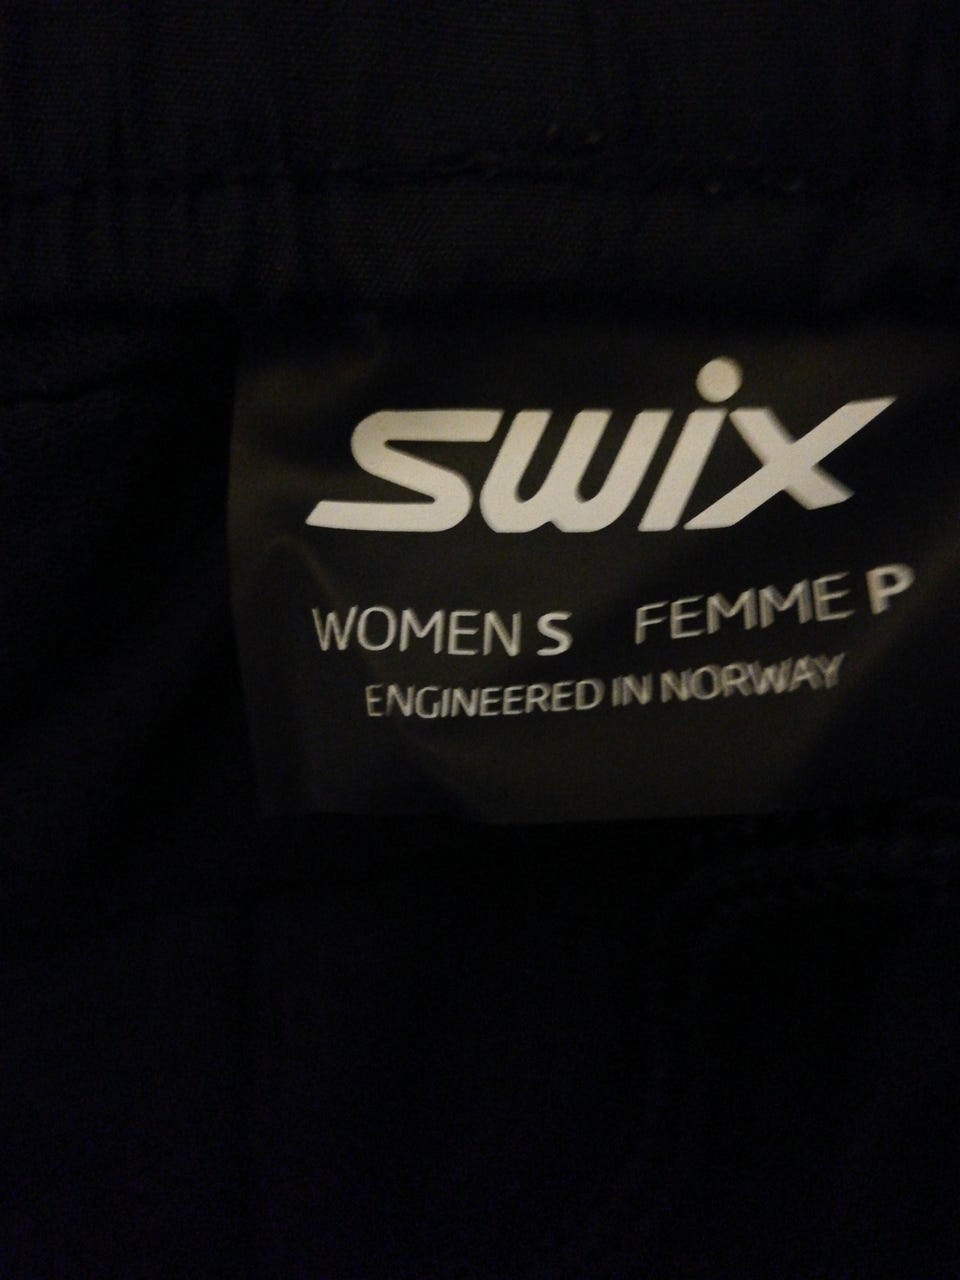 swix
WOMEN S FEMME P
ENGINEERED IN NORWAY